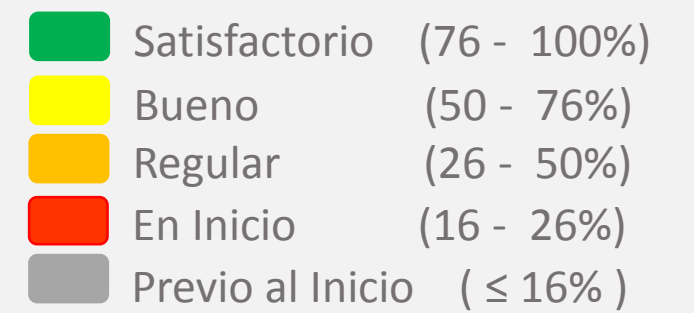 Satisfactorio (76 - 100%)
Bueno (50 - 76%)
Regular (26 - 50%)
En Inicio (16 - 26%)
Previo al Inicio ( ≤ 16% )